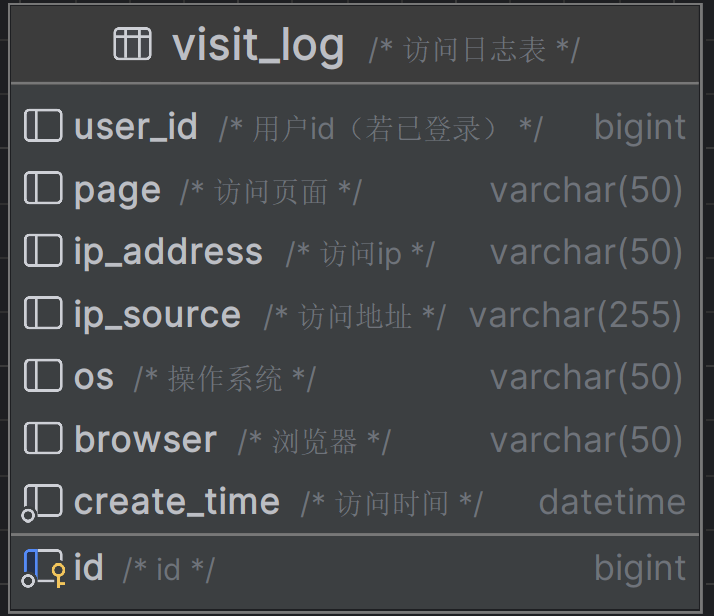 visit_log /* 访问日志表 */
user_id /* 用户id（若已登录） */ bigint
page /* 访问页面 */ varchar(50)
ip_address /* 访问ip */ varchar(50)
ip_source /* 访问地址 */ varchar(255)
os /* 操作系统 */ varchar(50)
browser /* 浏览器 */ varchar(50)
create_time /* 访问时间 */ datetime
id /* id */ bigint